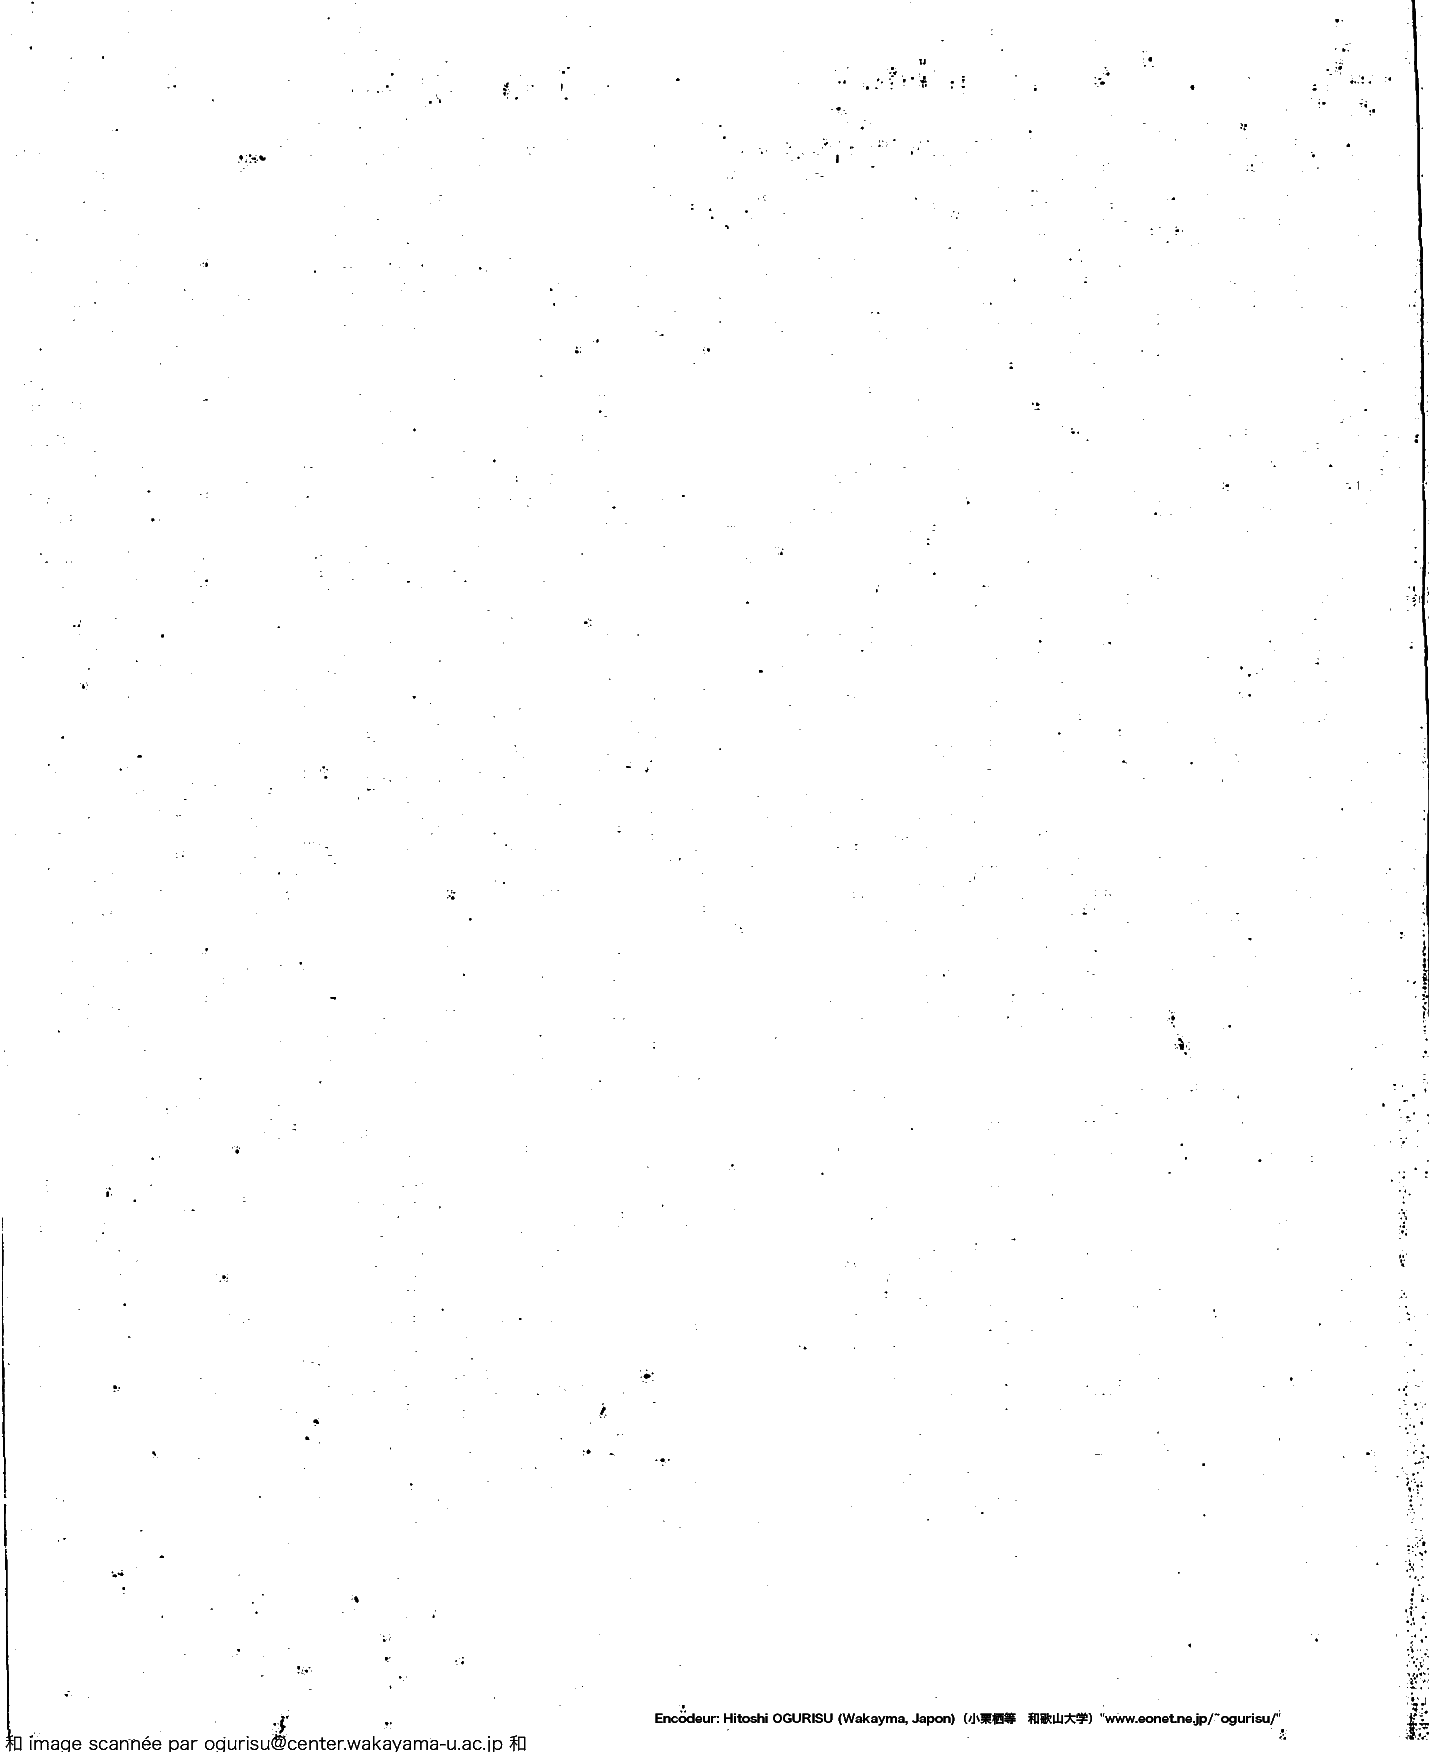 Encodeur: Hitoshi OGURISU (Wakayma, Japon)（小栗栖等　和歌山大学）"www.eonet.ne.jp/~ogurisu/"
和 image scannée par ogurisu@center.wakayama-u.ac.jp 和